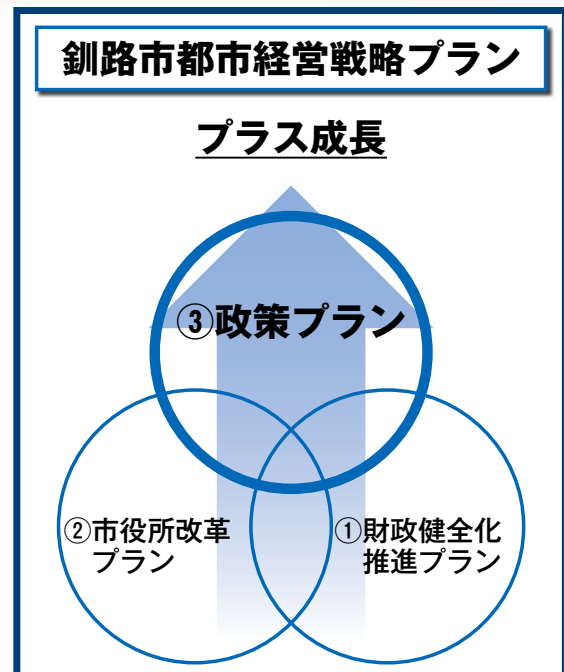 釧路市都市経営戦略プラン
プラス成長
③政策プラン
②市役所改革
プラン
①財政健全化
推進プラン